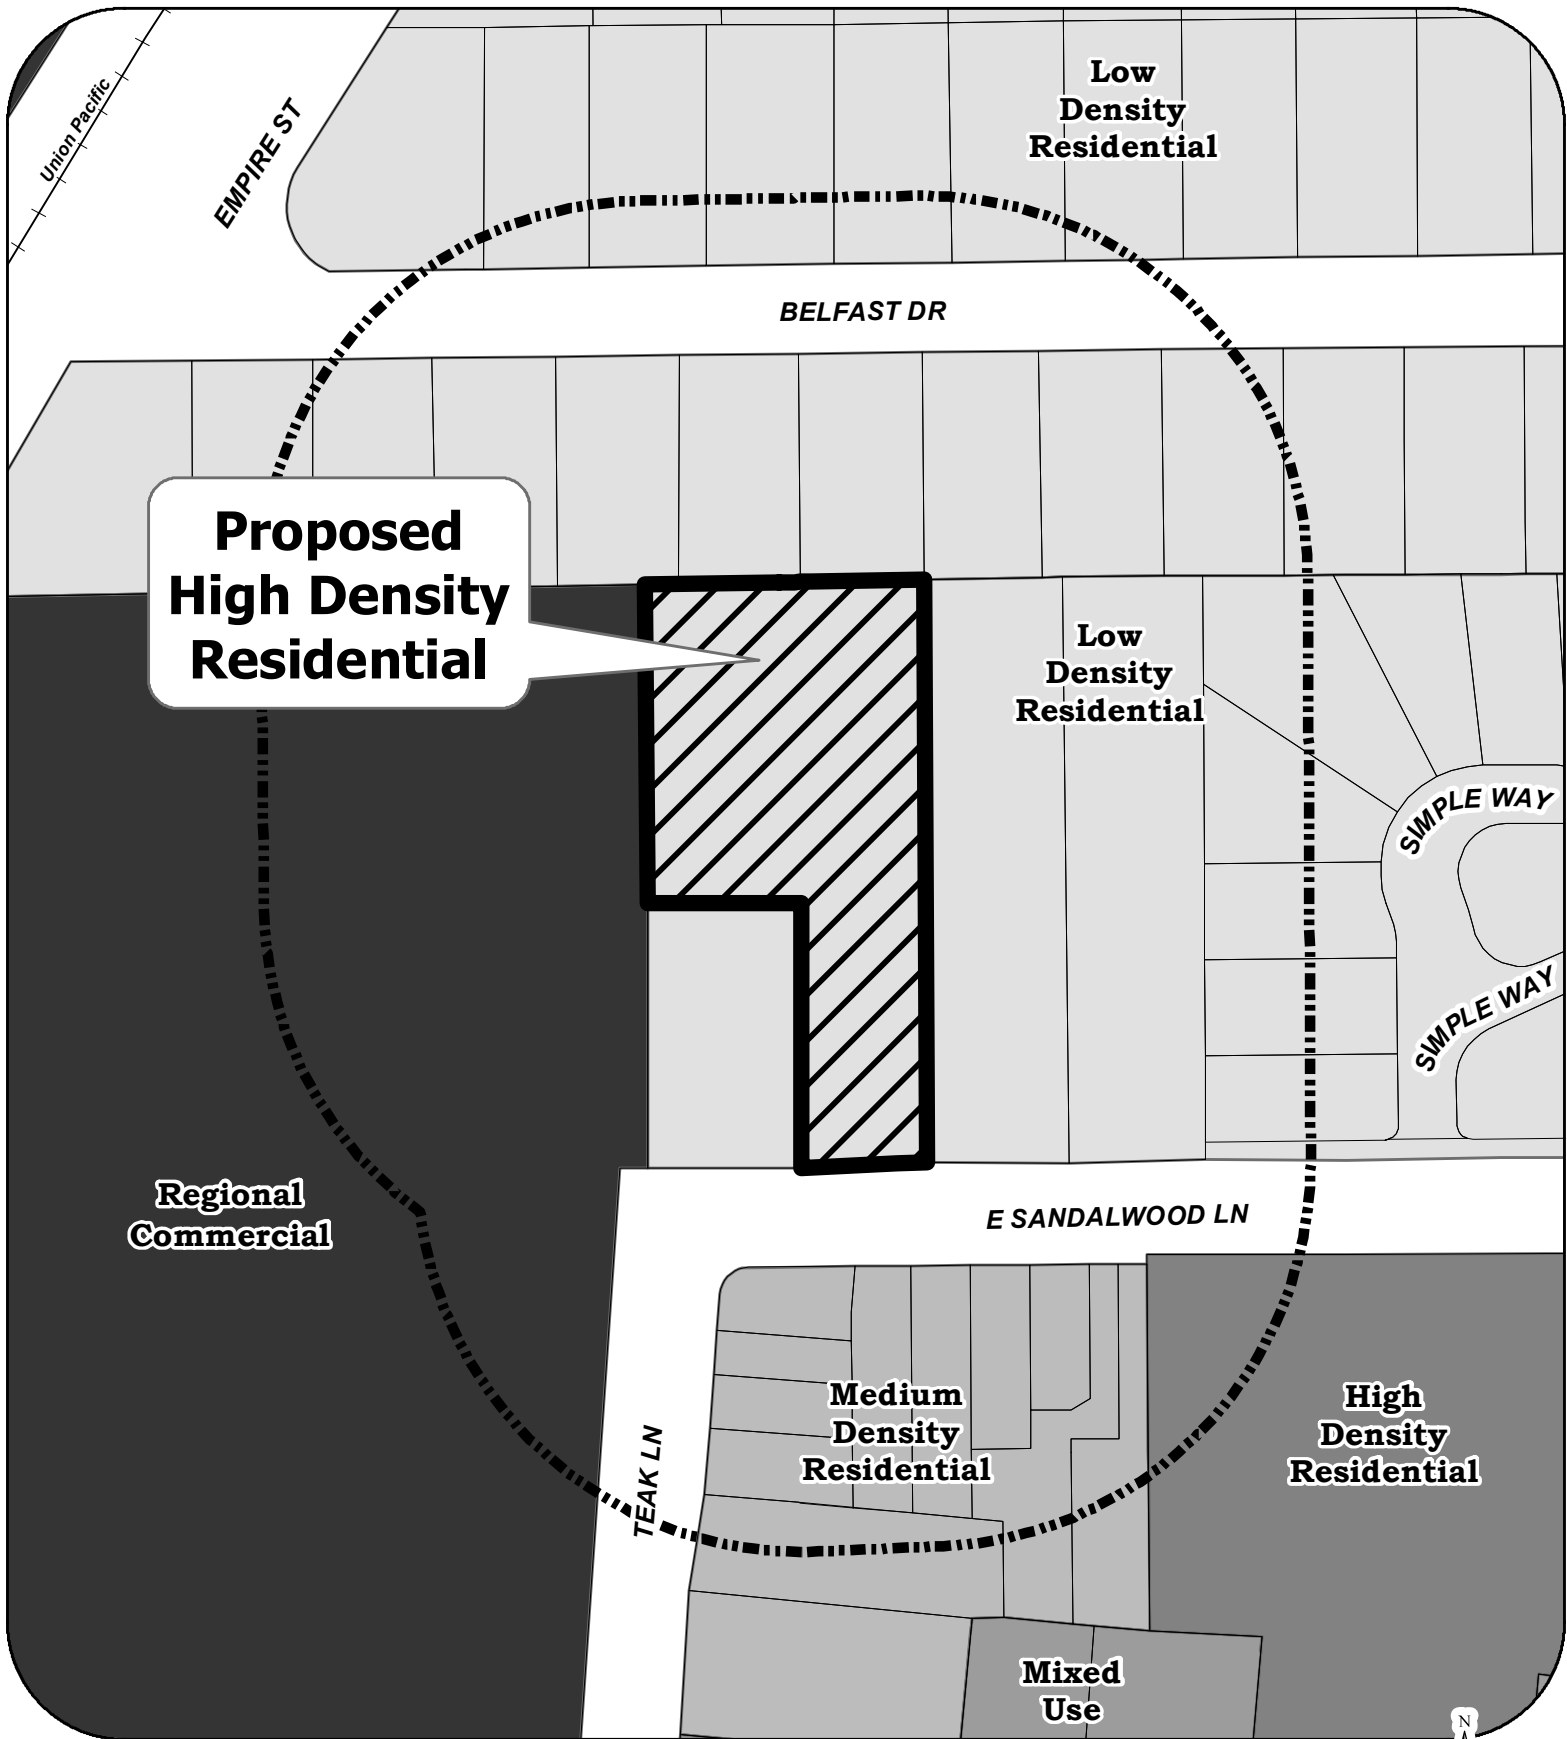 Low
Density
Residential
Union Pacific
EMPIRE ST
BELFAST DR
Proposed
High Density
Residential
Low
Density
Residential
SIMPLE WAY
SIMPLE WAY
Regional
Commercial
E SANDALWOOD LN
Medium
Density
Residential
High
Density
Residential
TEAK LN
Mixed
Use
N